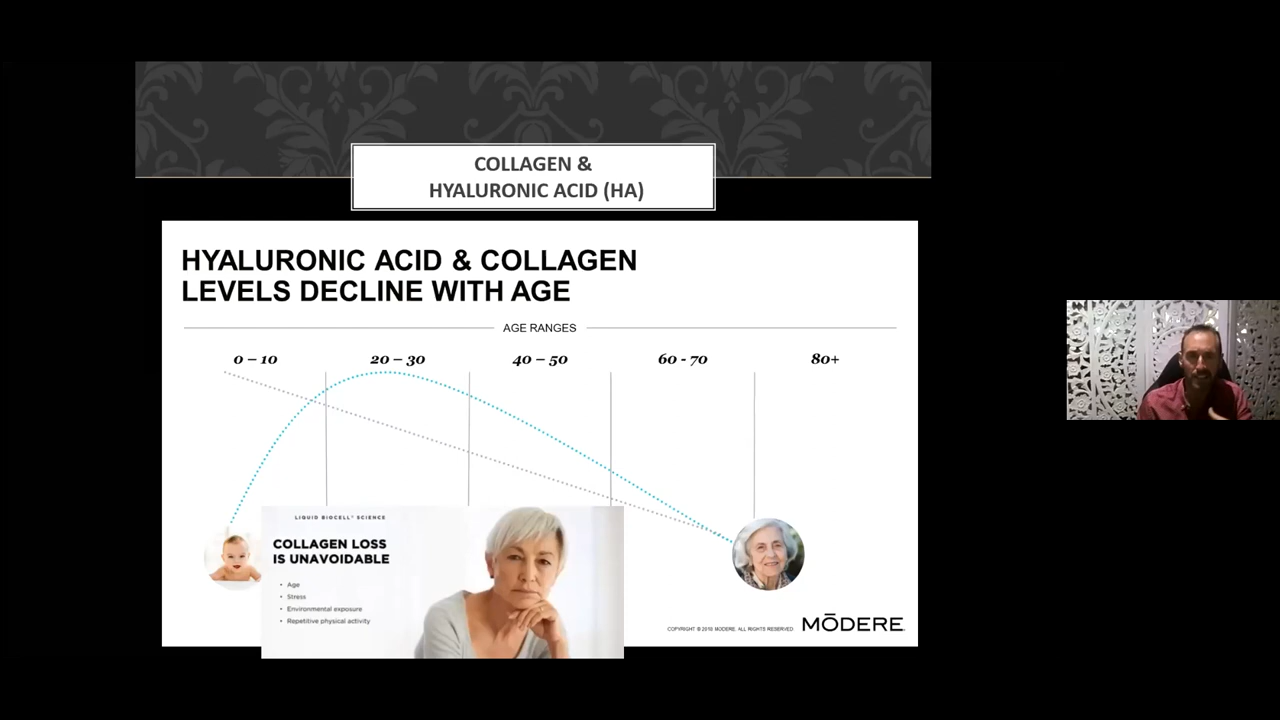 COLLAGEN &
HYALURONIC ACID (HA)
HYALURONIC ACID & COLLAGEN
LEVELS DECLINE WITH AGE
AGE RANGES
0 – 10
20 – 30
40 – 50
60 - 70
80+
LIQUID BIOCELL® SCIENCE
COLLAGEN LOSS
IS UNAVOIDABLE
• Age
• Stress
• Environmental exposure
• Repetitive physical activity
COPYRIGHT © 2018 MODERE. ALL RIGHTS RESERVED.
MŌDERE.